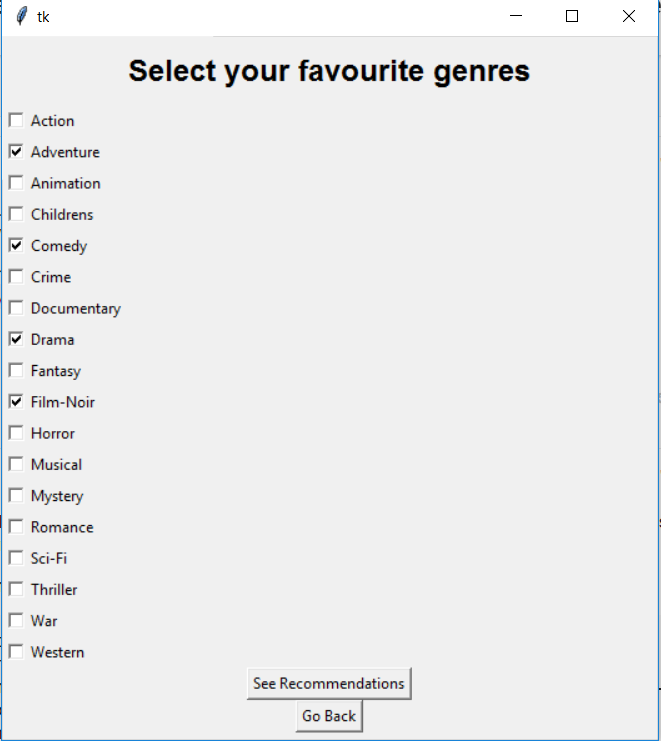 tk
Select your favourite genres
Action
Adventure
Animation
Childrens
Comedy
Crime
Documentary
Drama
Fantasy
Film-Noir
Horror
Musical
Mystery
Romance
Sci-Fi
Thriller
War
Western
See Recommendations
Go Back